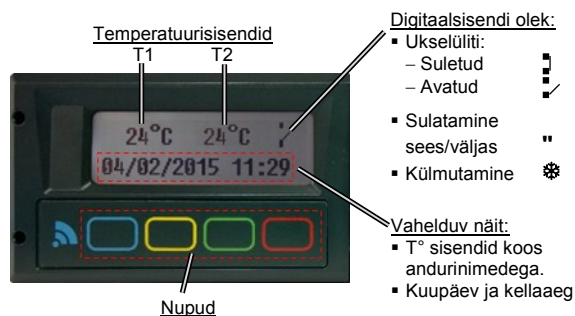 Temperatuurisisendid
T1 T2
24°C 24°C
04/02/2015 11:29
Nupud
Digitaalsisendi olek:
▪ Ukselüliti:
– Suletud
– Avatud
▪ Sulatamine
sees/väljas "
▪ Külmutamine ❄
Vahelduv näit:
▪ T° sisendid koos
andurinimedega.
▪ Kuupäev ja kellaaeg